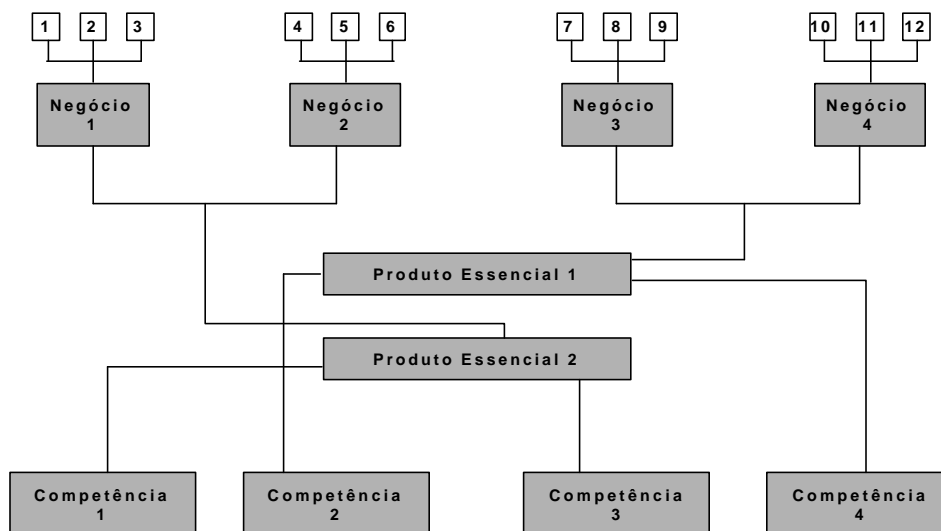 1 2 3 4 5 6 7 8 9 10 11 12
Negócio
1
Negócio
2
Negócio
3
Negócio
4
Produto Essencial 1
Produto Essencial 2
Competência
1
Competência
2
Competência
3
Competência
4